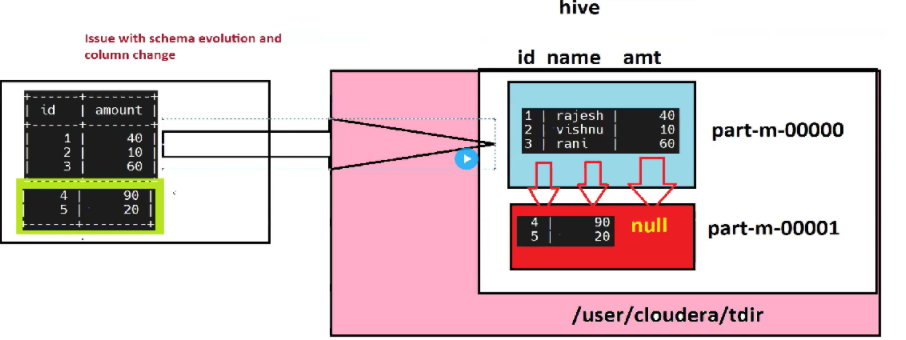 hive
Issue with schema evolution and
column change
id name amt
id | amount |
1 | 40 |
2 | 10 |
3 | 60 |
4 | 90 |
5 | 20 |
1 | rajesh | 40
2 | vishnu | 10
3 | rani | 60
part-m-00000
4 | 90
5 | 20
null
part-m-00001
/user/cloudera/tdir